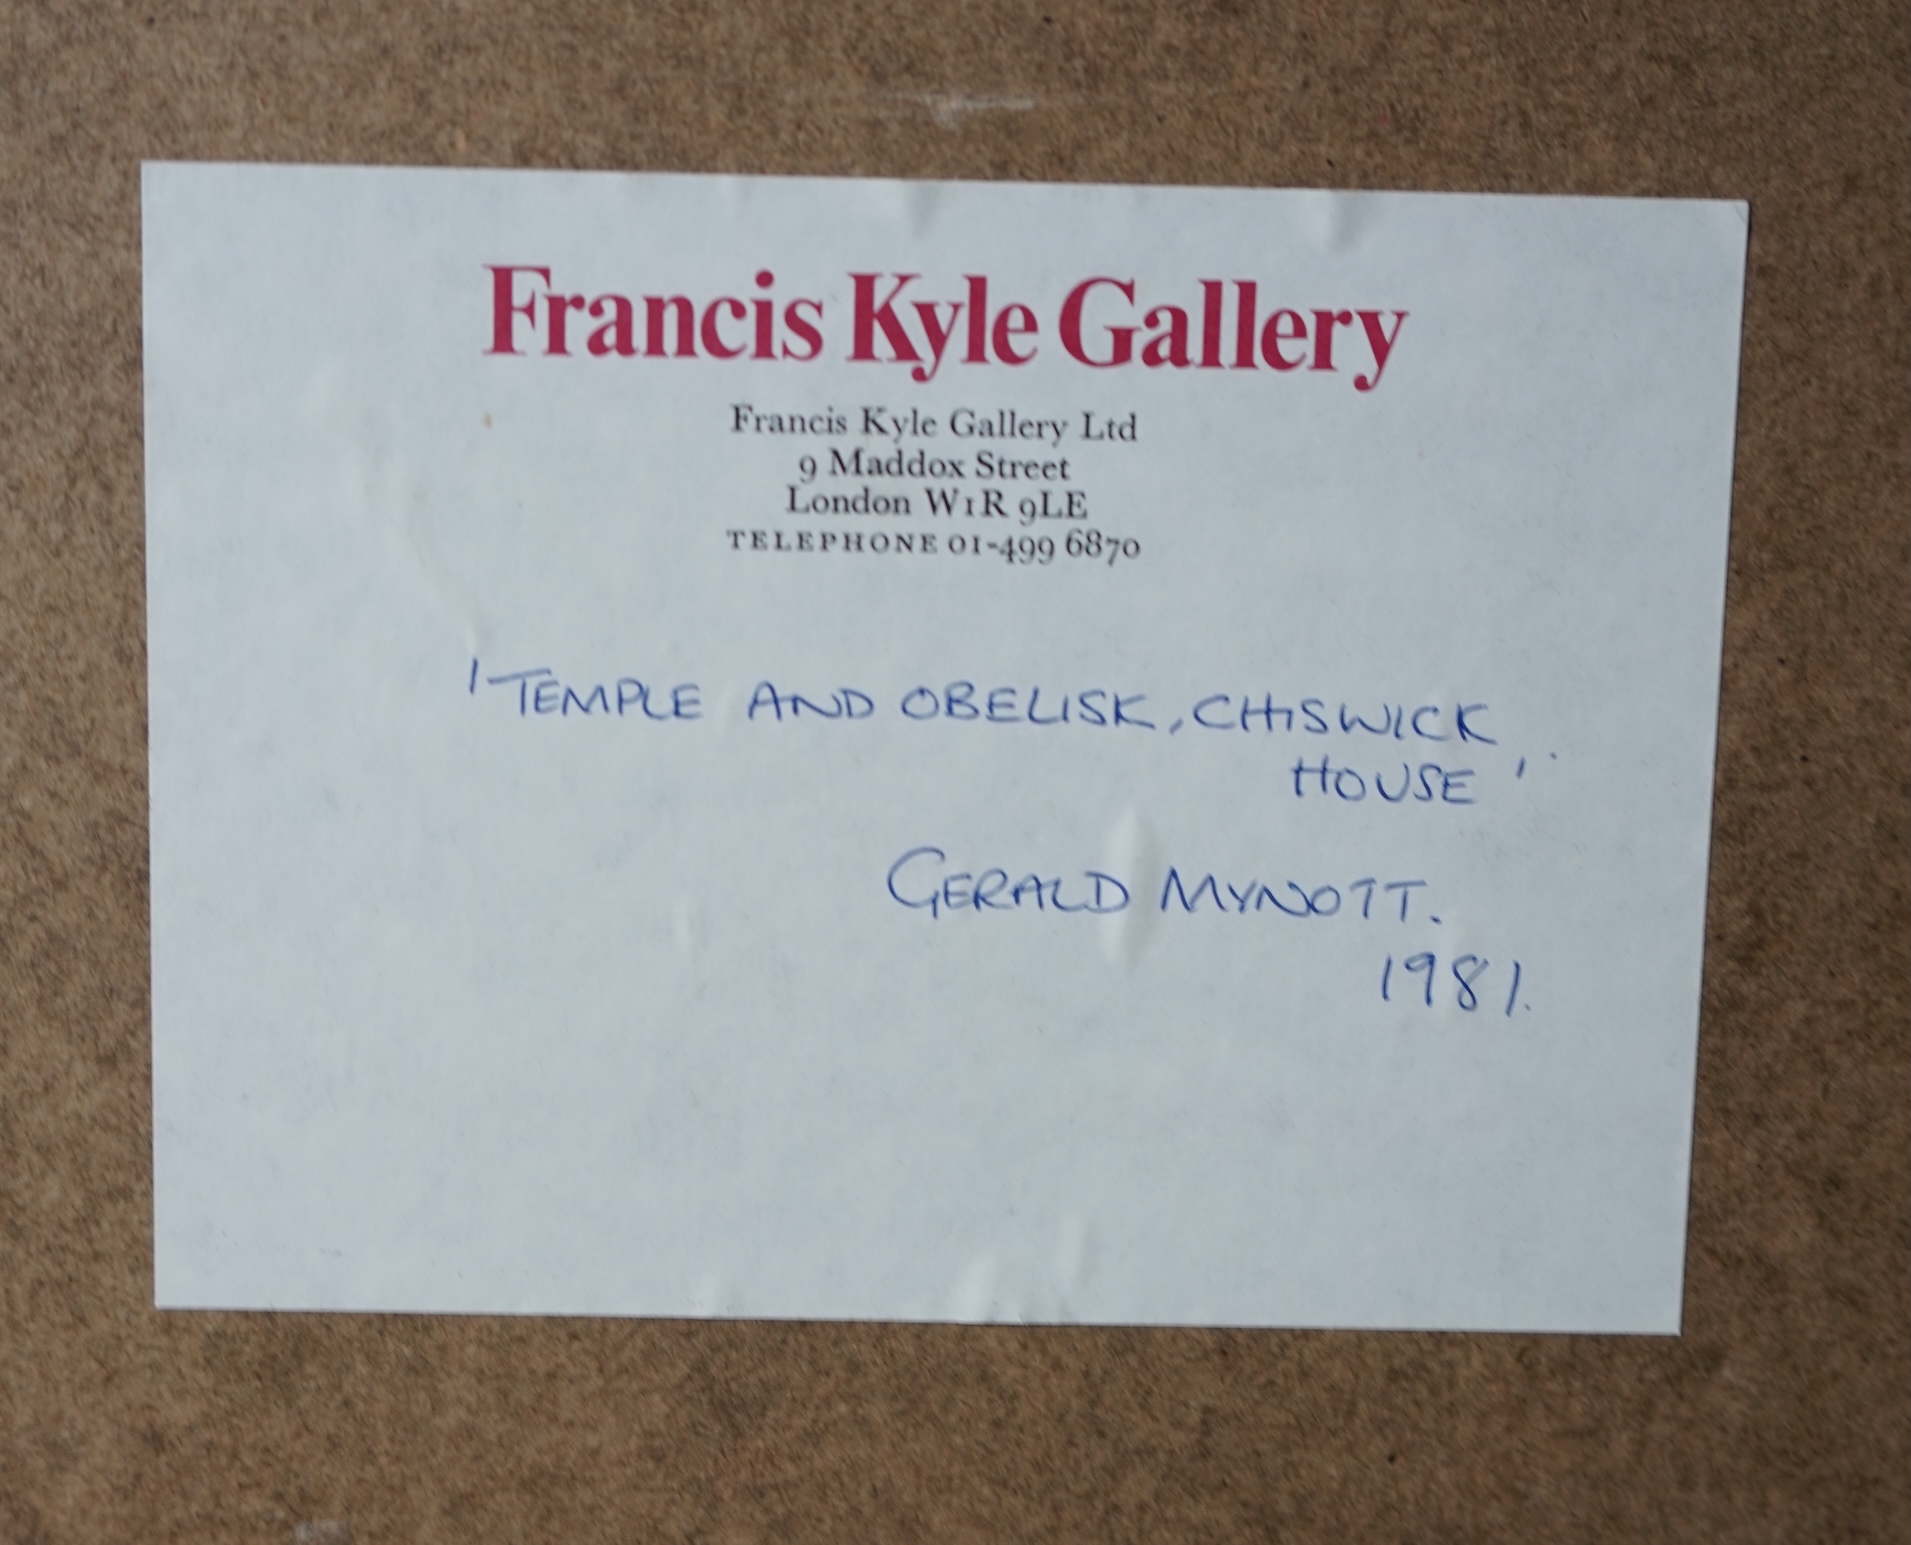 Francis Kyle Gallery
Francis Kyle Gallery Ltd
9 Maddox Street
London W1R 9LE
TELEPHONE 01-499 6870
'TEMPLE AND OBELISK, CHISWICK
HOUSE'.
GERALD MYNOTT.
1981.